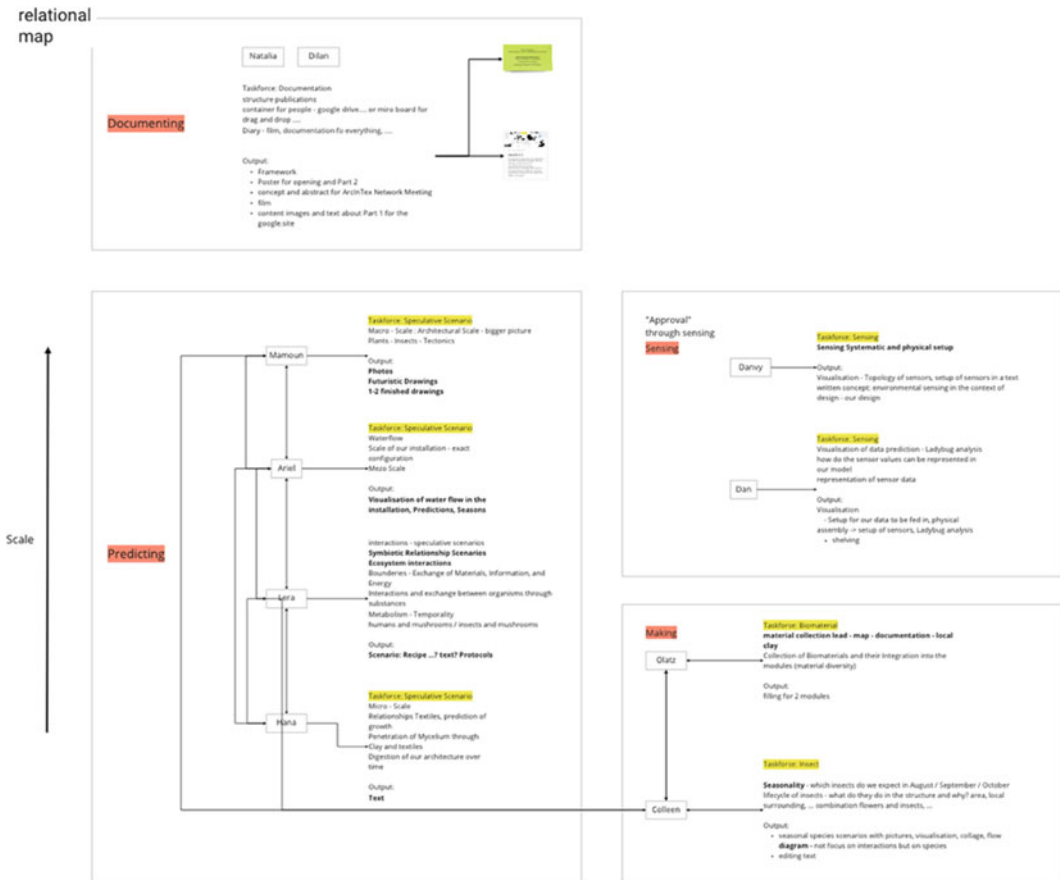 relational
map
Natalia
Dilan
Documenting
Taskforce: Documentation
structure publications
container for people - google drive.... or miro board for
drag and drop ....
Diary - film, documentation fo everything, ....
Output:
• Framework
• Poster for opening and Part 2
• concept and abstract for ArcInTex Network Meeting
• film
• content images and text about Part 1 for the
google site
Scale
Predicting
Mamoun
Taskforce: Speculative Scenario
Macro - Scale : Architectural Scale - bigger picture
Plants - Insects - Tectonics
Output:
Photos
Futuristic Drawings
1-2 finished drawings
Ariel
Taskforce: Speculative Scenario
Waterflow
Scale of our installation - exact
configuration
Mezo Scale
Output:
Visualisation of water flow in the
installation, Predictions, Seasons
Lera
interactions - speculative scenarios
Symbiotic Relationship Scenarios
Ecosystem interactions
Bounderies - Exchange of Materials, Information, and
Energy
Interactions and exchange between organisms through
substances
Metabolism - Temporality
humans and mushrooms / insects and mushrooms
Output:
Scenario: Recipe ...? text? Protocols
Hana
Taskforce: Speculative Scenario
Micro - Scale
Relationships Textiles, prediction of
growth
Penetration of Mycelium through
Clay and textiles
Digestion of our architecture over
time
Output:
Text
"Approval"
through sensing
Sensing
Danvy
Taskforce: Sensing
Sensing Systematic and physical setup
Output:
Visualisation - Topology of sensors, setup of sensors in a text
written concept: environmental sensing in the context of
design - our design
Dan
Taskforce: Sensing
Visualisation of data prediction - Ladybug analysis
how do the sensor values can be represented in
our model
representation of sensor data
Output:
Visualisation
- Setup for our data to be fed in, physical
assembly -> setup of sensors, Ladybug analysis
• shelving
Making
Olatz
Taskforce: Biomaterial
material collection lead - map - documentation - local
clay
Collection of Biomaterials and their Integration into the
modules (material diversity)
Output:
filling for 2 modules
Colleen
Taskforce: Insect
Seasonality - which insects do we expect in August / September / October
lifecycle of insects - what do they do in the structure and why? area, local
surrounding, ... combination flowers and insects, ...
Output:
• seasonal species scenarios with pictures, visualisation, collage, flow
diagram - not focus on interactions but on species
• editing text